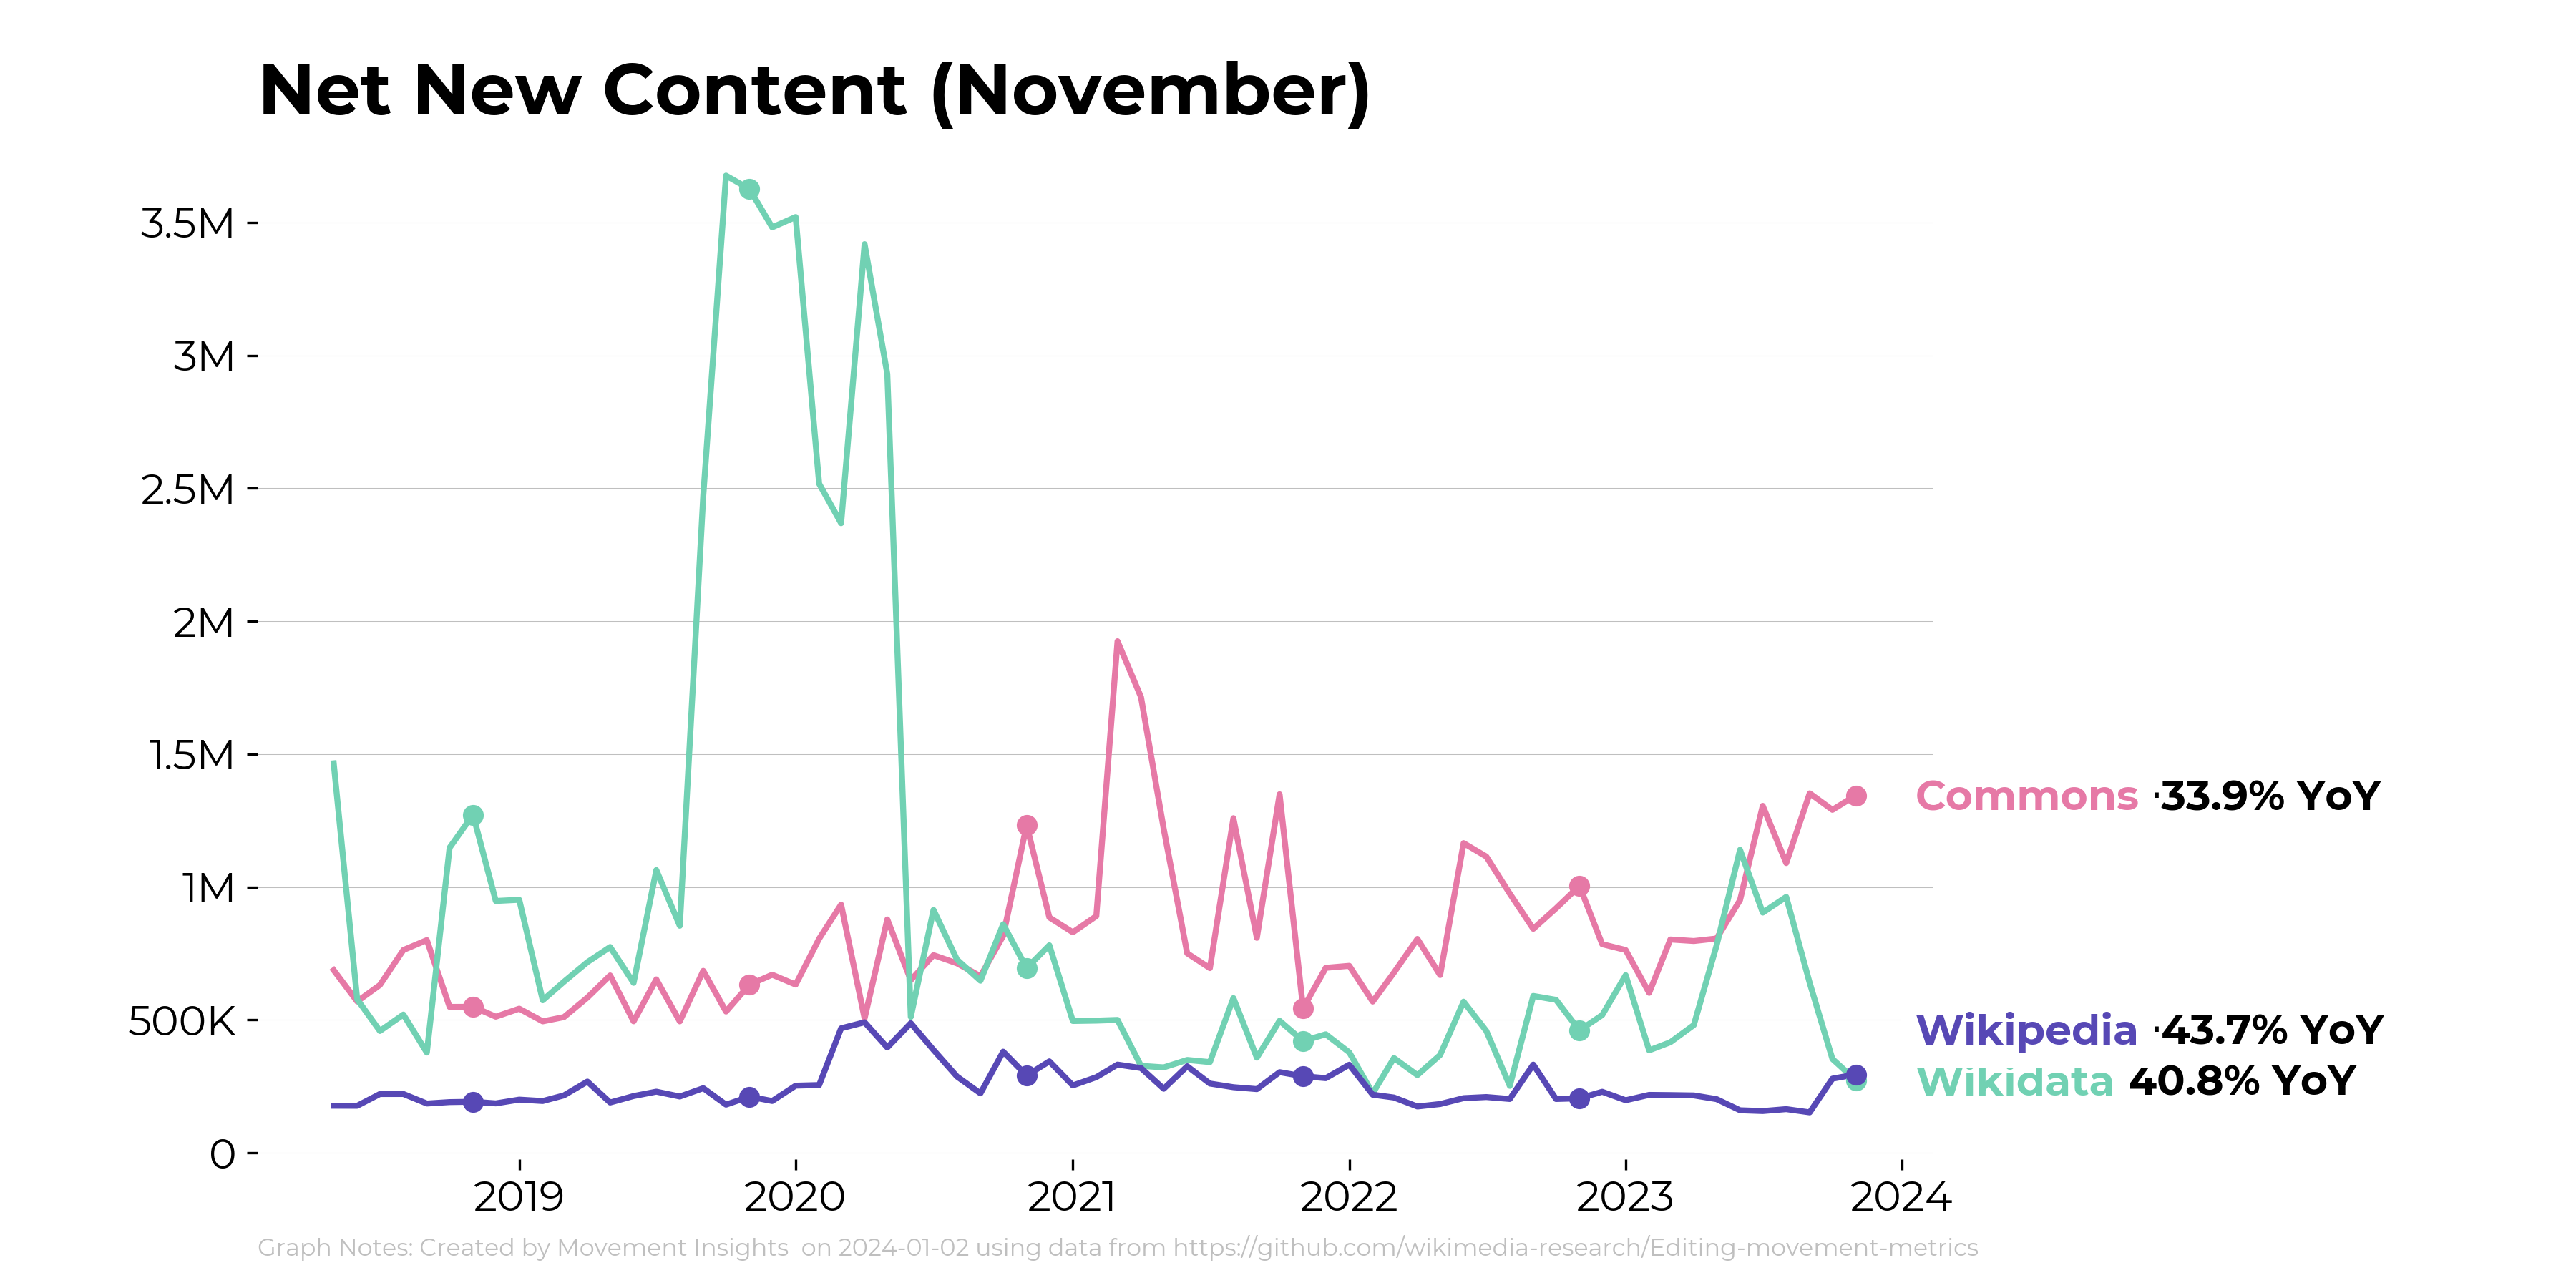 Net New Content (November)
3.5M
3M
2.5M
2M
1.5M
1M
500K
0
2019 2020 2021 2022 2023 2024
Commons ·33.9% YoY
Wikipedia ·43.7% YoY
Wikidata 40.8% YoY
Graph Notes: Created by Movement Insights on 2024-01-02 using data from https://github.com/wikimedia-research/Editing-movement-metrics